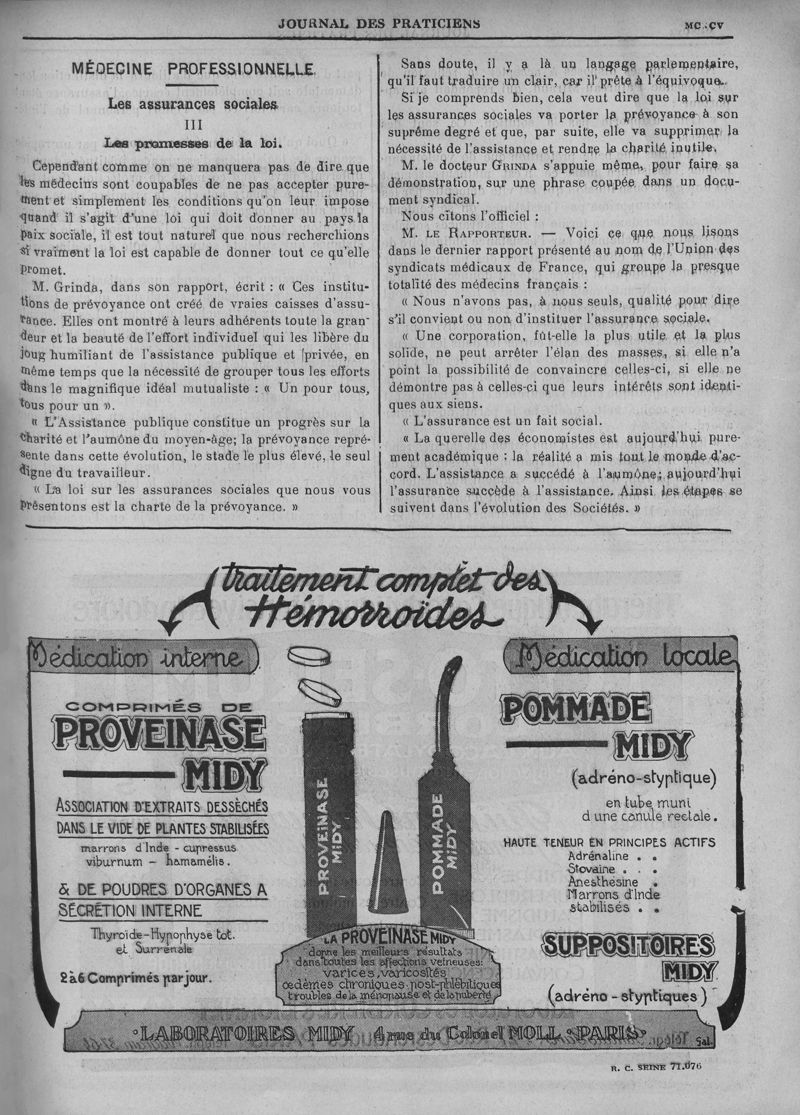 JOURNAL DES PRATICIENS
MC.CV
MÉDECINE PROFESSIONNELLE
Les assurances sociales
III
Les promesses de la loi.
Cependant comme on ne manquera pas de dire que
les médecins sont coupables de ne pas accepter pure-
ment et simplement les conditions qu'on leur impose
quand il s'agit d'une loi qui doit donner au pays la
paix sociale, il est tout naturel que nous recherchions
si vraiment la loi est capable de donner tout ce qu'elle
promet.
M. Grinda, dans son rapport, écrit : « Ces institu-
tions de prévoyance ont créé de vraies caisses d'assu-
rance. Elles ont montré à leurs adhérents toute la gran-
deur et la beauté de l'effort individuel qui les libère du
joug humiliant de l'assistance publique et privée, en
même temps que la nécessité de grouper tous les efforts
dans le magnifique idéal mutualiste : « Un pour tous,
tous pour un ».
« L'Assistance publique constitue un progrès sur la
charité et l'aumône du moyen-âge; la prévoyance repré-
sente dans cette évolution, le stade le plus élevé, le seul
digne du travailleur.
« La loi sur les assurances sociales que nous vous
présentons est la charte de la prévoyance. »
Sans doute, il y a là un langage parlementaire,
qu'il faut traduire un clair, car il prête à l'équivoque.
Si je comprends bien, cela veut dire que la loi sur
les assurances sociales va porter la prévoyance à son
suprême degré et que, par suite, elle va supprimer la
nécessité de l'assistance et rendre la charité inutile.
M. le docteur GRINDA s'appuie même, pour faire sa
démonstration, sur une phrase coupée dans un docu-
ment syndical.
Nous citons l'officiel :
M. LE RAPPORTEUR. — Voici ce que nous lisons
dans le dernier rapport présenté au nom de l'Union des
syndicats médicaux de France, qui groupe la presque
totalité des médecins français :
« Nous n'avons pas, à nous seuls, qualité pour dire
s'il convient ou non d'instituer l'assurance sociale.
« Une corporation, fût-elle la plus utile et la plus
solide, ne peut arrêter l'élan des masses, si elle n'a
point la possibilité de convaincre celles-ci, si elle ne
démontre pas à celles-ci que leurs intérêts sont identi-
ques aux siens.
« L'assurance est un fait social.
« La querelle des économistes est aujourd'hui pure-
ment académique : la réalité a mis tout le monde d'ac-
cord. L'assistance a succédé à l'aumône; aujourd'hui
l'assurance succède à l'assistance. Ainsi les étapes se
suivent dans l'évolution des Sociétés. »
traitement complet des
Hémorroïdes
Médication interne
COMPRIMÉS DE
PROVEINASE
MIDY
ASSOCIATION D'EXTRAITS DESSÉCHÉS
DANS LE VIDE DE PLANTES STABILISÉES
marrons d'Inde - cupressus
viburnum - hamamélis.
& DE POUDRES D'ORGANES A
SÉCRÉTION INTERNE
Thyroïde-Hypophyse tot.
et Surrénale
2 à 6 Comprimés par jour.
PROVEINASE MIDY
POMMADE MIDY
LA PROVEINASE MIDY
donne les meilleurs résultats
dans toutes les affections veineuses:
varices, varicosités,
œdèmes chroniques post-phlébitiques
troubles de la ménopause et de la puberté
Médication locale
POMMADE
MIDY
(adréno-styptique)
en tube muni
d'une canule rectale.
HAUTE TENEUR EN PRINCIPES ACTIFS
Adrénaline . .
Stovaïne . . .
Anesthésine .
Marrons d'Inde
stabilisés . .
SUPPOSITOIRES
MIDY
(adréno-styptiques)
LABORATOIRES MIDY 4 rue du Colonel MOLL PARIS
Gal.
R. C. SEINE 71.076